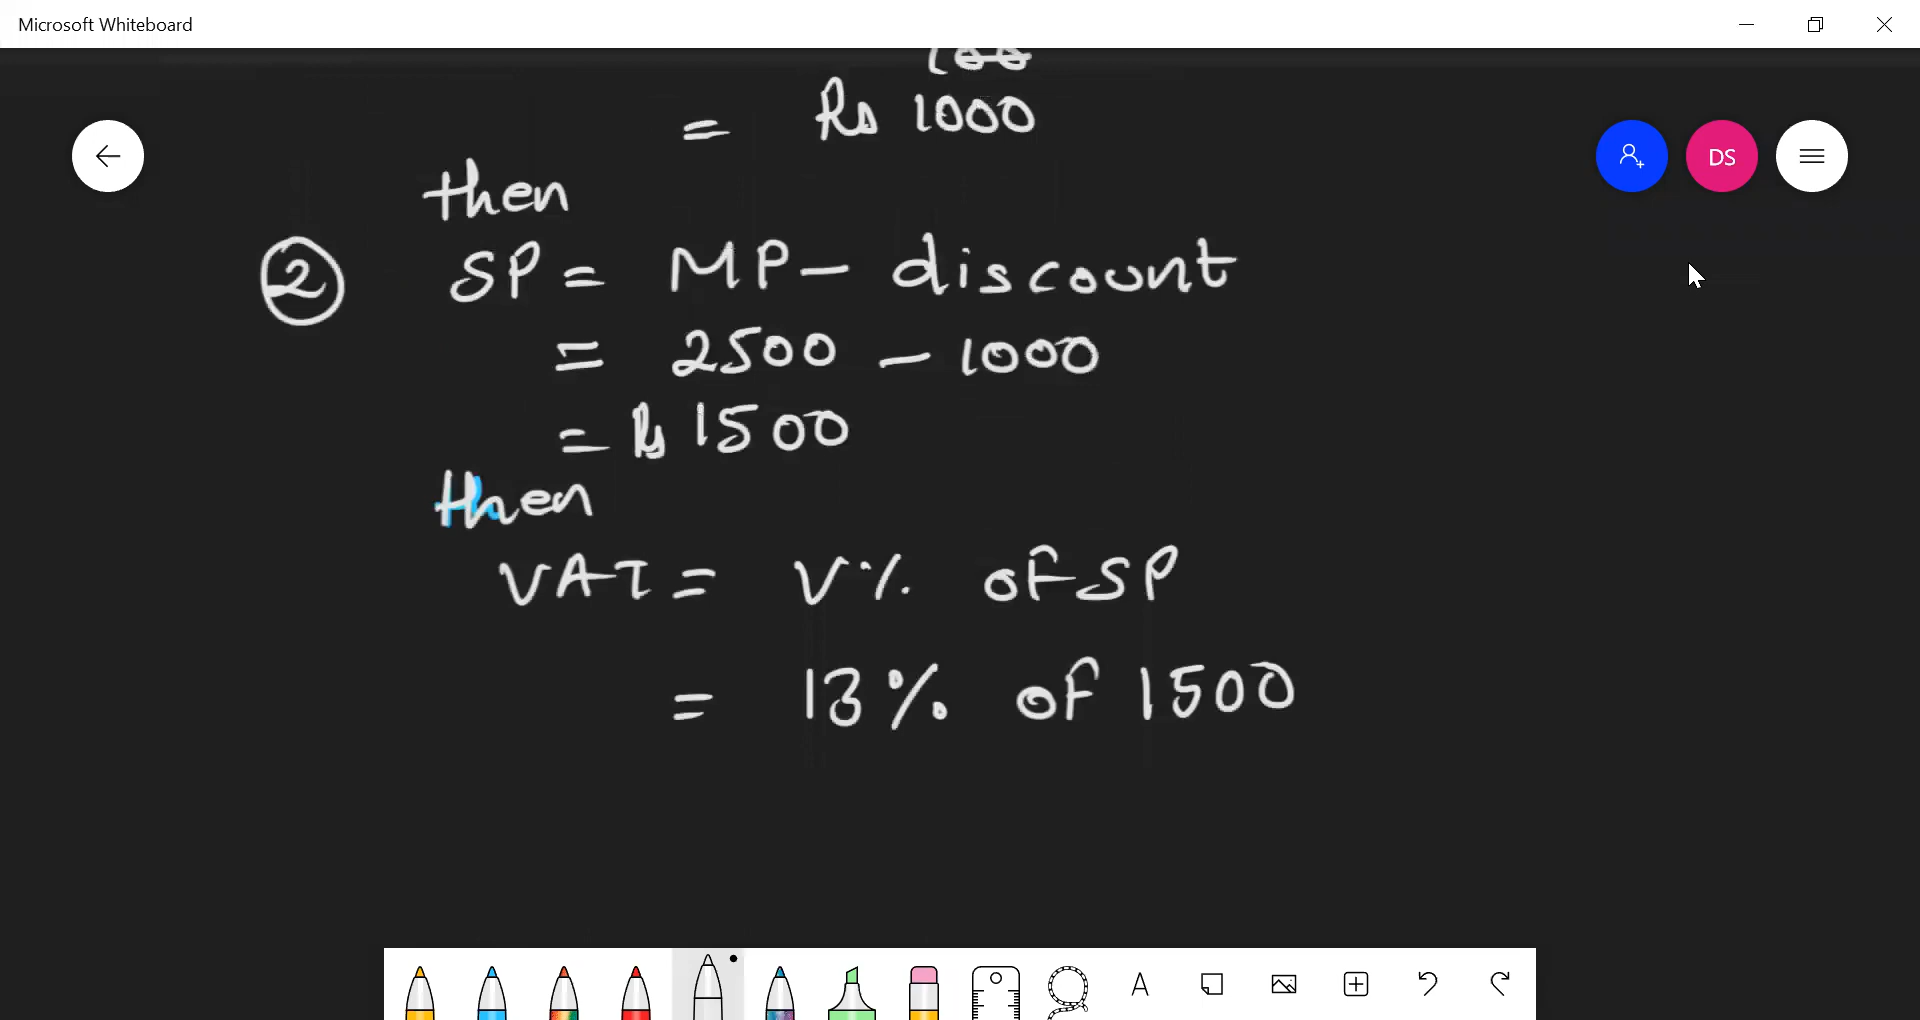 Microsoft Whiteboard
100
= Rs 1000
DS
then
② SP = MP - discount
= 2500 - 1000
= Rs 1500
then
VAT = V% of SP
= 13% of 1500
A